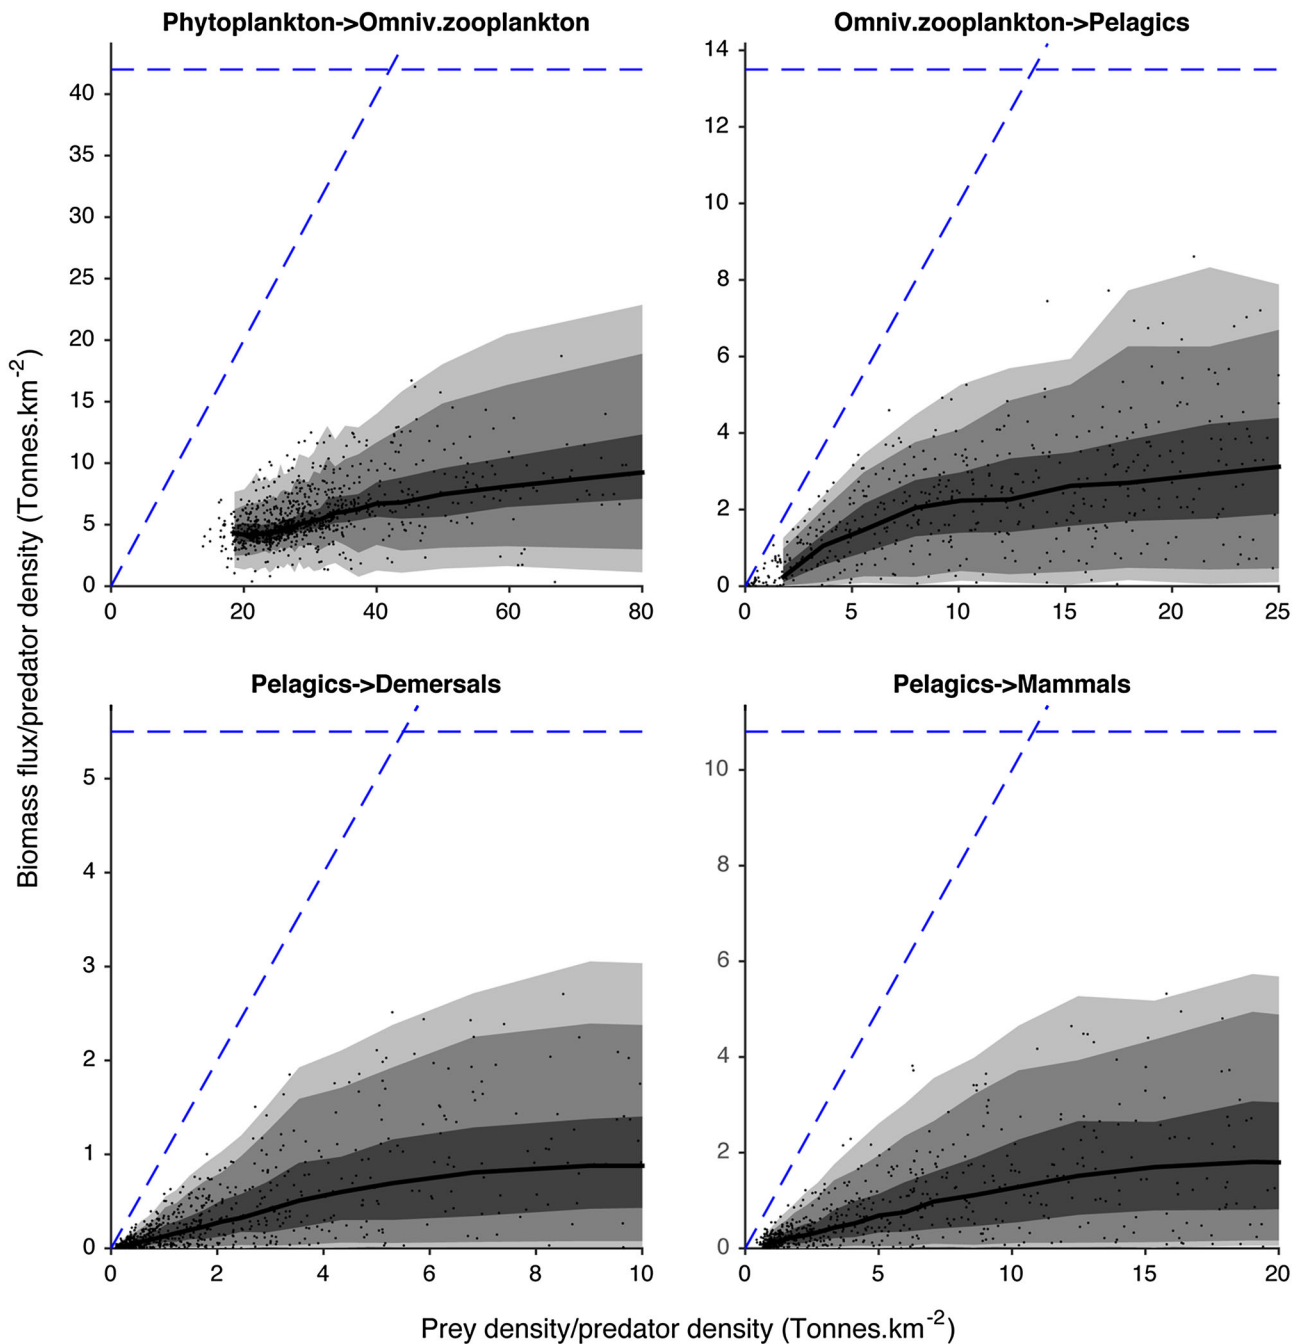 Phytoplankton->Omniv.zooplankton
40
35
30
25
20
15
10
5
0
0 20 40 60 80
Omniv.zooplankton->Pelagics
14
12
10
8
6
4
2
0
0 5 10 15 20 25
Biomass flux/predator density (Tonnes.km⁻²)
Pelagics->Demersals
5
4
3
2
1
0
0 2 4 6 8 10
Pelagics->Mammals
10
8
6
4
2
0
0 5 10 15 20
Prey density/predator density (Tonnes.km⁻²)